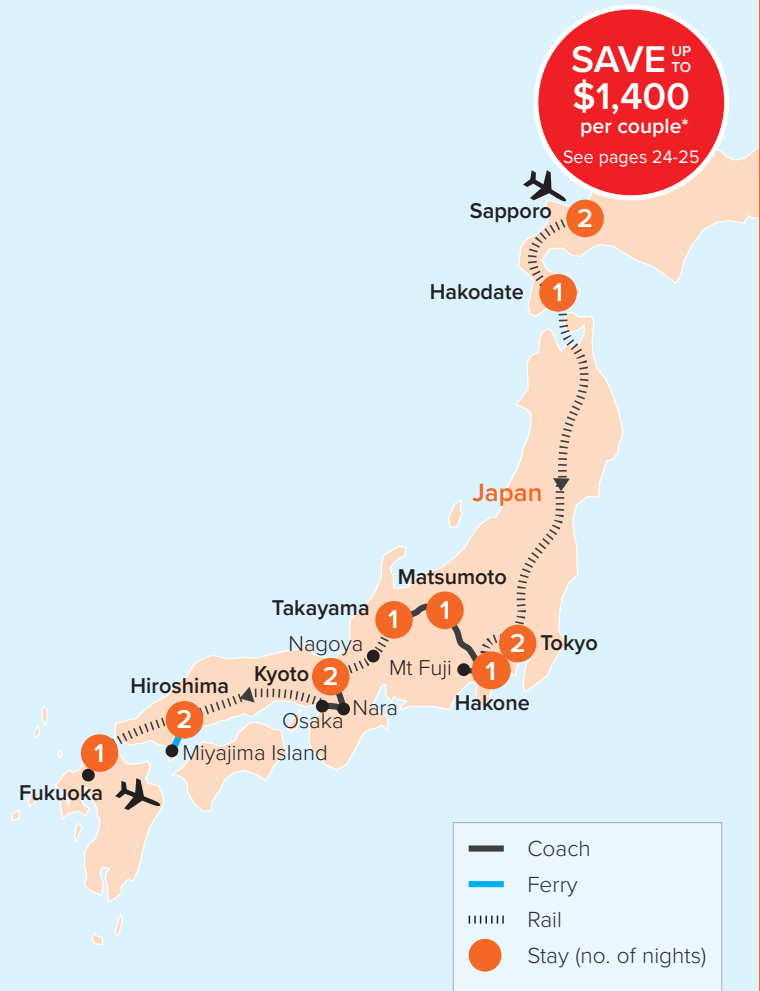 SAVE UP TO
$1,400
per couple*
See pages 24-25
Sapporo 2
Hakodate 1
Japan
Matsumoto
1
Takayama 1
Nagoya
2 Tokyo
Mt Fuji 1
Hakone
Kyoto 2
Hiroshima
2
Osaka Nara
Miyajima Island
1
Fukuoka
Coach
Ferry
Rail
Stay (no. of nights)